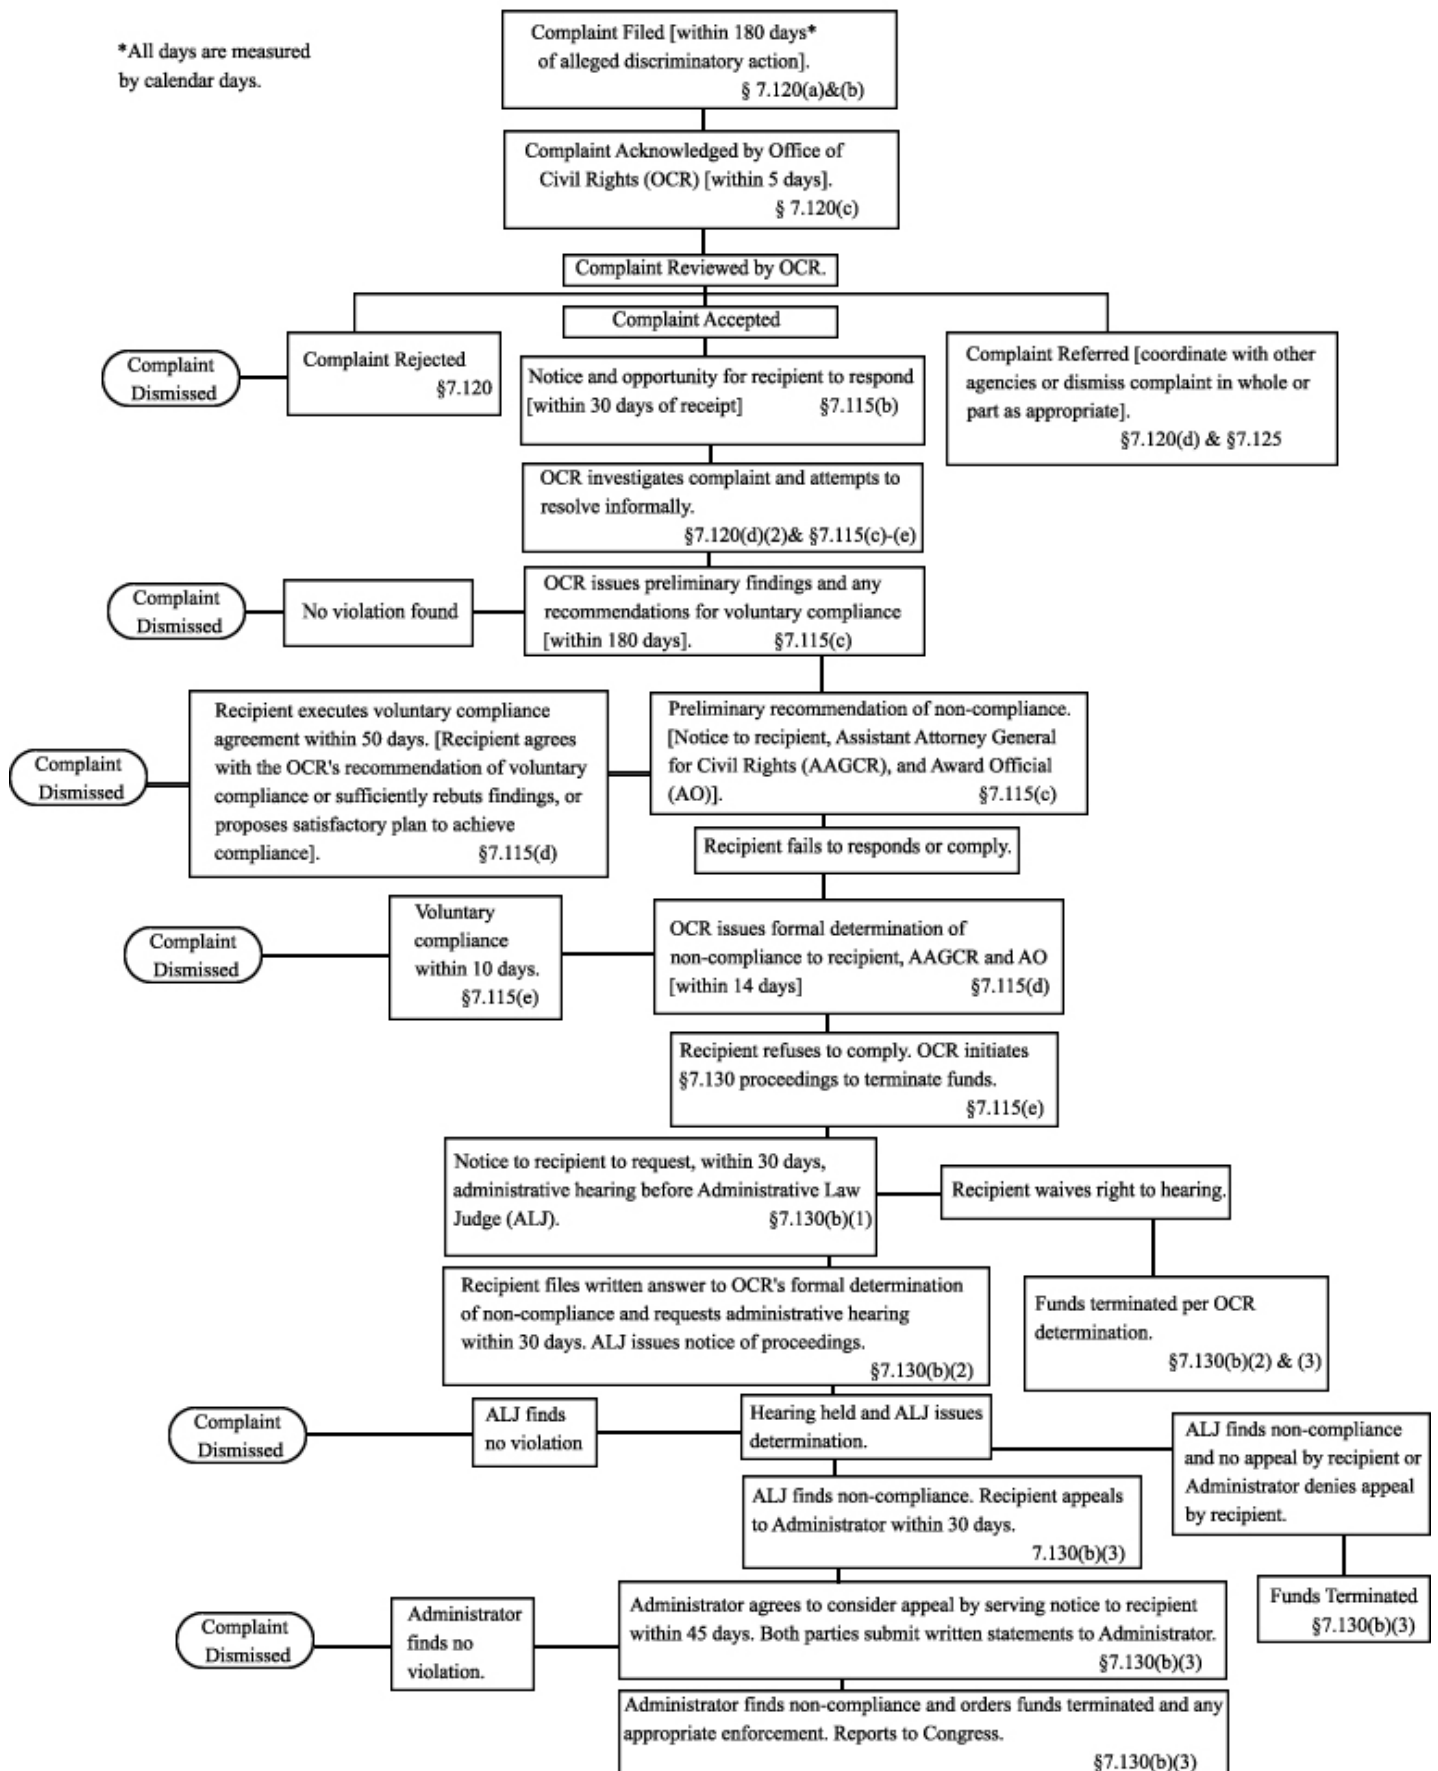 *All days are measured
by calendar days.
Complaint Filed [within 180 days*
of alleged discriminatory action].
§ 7.120(a)&(b)
Complaint Acknowledged by Office of
Civil Rights (OCR) [within 5 days].
§ 7.120(c)
Complaint Reviewed by OCR.
Complaint
Dismissed
Complaint Rejected
§7.120
Complaint Accepted
Notice and opportunity for recipient to respond
[within 30 days of receipt] §7.115(b)
Complaint Referred [coordinate with other
agencies or dismiss complaint in whole or
part as appropriate].
§7.120(d) & §7.125
OCR investigates complaint and attempts to
resolve informally.
§7.120(d)(2)& §7.115(c)-(e)
Complaint
Dismissed
No violation found
OCR issues preliminary findings and any
recommendations for voluntary compliance
[within 180 days]. §7.115(c)
Complaint
Dismissed
Recipient executes voluntary compliance
agreement within 50 days. [Recipient agrees
with the OCR's recommendation of voluntary
compliance or sufficiently rebuts findings, or
proposes satisfactory plan to achieve
compliance]. §7.115(d)
Preliminary recommendation of non-compliance.
[Notice to recipient, Assistant Attorney General
for Civil Rights (AAGCR), and Award Official
(AO)]. §7.115(c)
Recipient fails to responds or comply.
Complaint
Dismissed
Voluntary
compliance
within 10 days.
§7.115(e)
OCR issues formal determination of
non-compliance to recipient, AAGCR and AO
[within 14 days] §7.115(d)
Recipient refuses to comply. OCR initiates
§7.130 proceedings to terminate funds.
§7.115(e)
Notice to recipient to request, within 30 days,
administrative hearing before Administrative Law
Judge (ALJ). §7.130(b)(1)
Recipient waives right to hearing.
Recipient files written answer to OCR's formal determination
of non-compliance and requests administrative hearing
within 30 days. ALJ issues notice of proceedings.
§7.130(b)(2)
Funds terminated per OCR
determination.
§7.130(b)(2) & (3)
Complaint
Dismissed
ALJ finds
no violation
Hearing held and ALJ issues
determination.
ALJ finds non-compliance
and no appeal by recipient or
Administrator denies appeal
by recipient.
ALJ finds non-compliance. Recipient appeals
to Administrator within 30 days.
7.130(b)(3)
Funds Terminated
§7.130(b)(3)
Complaint
Dismissed
Administrator
finds no
violation.
Administrator agrees to consider appeal by serving notice to recipient
within 45 days. Both parties submit written statements to Administrator.
§7.130(b)(3)
Administrator finds non-compliance and orders funds terminated and any
appropriate enforcement. Reports to Congress.
§7.130(b)(3)